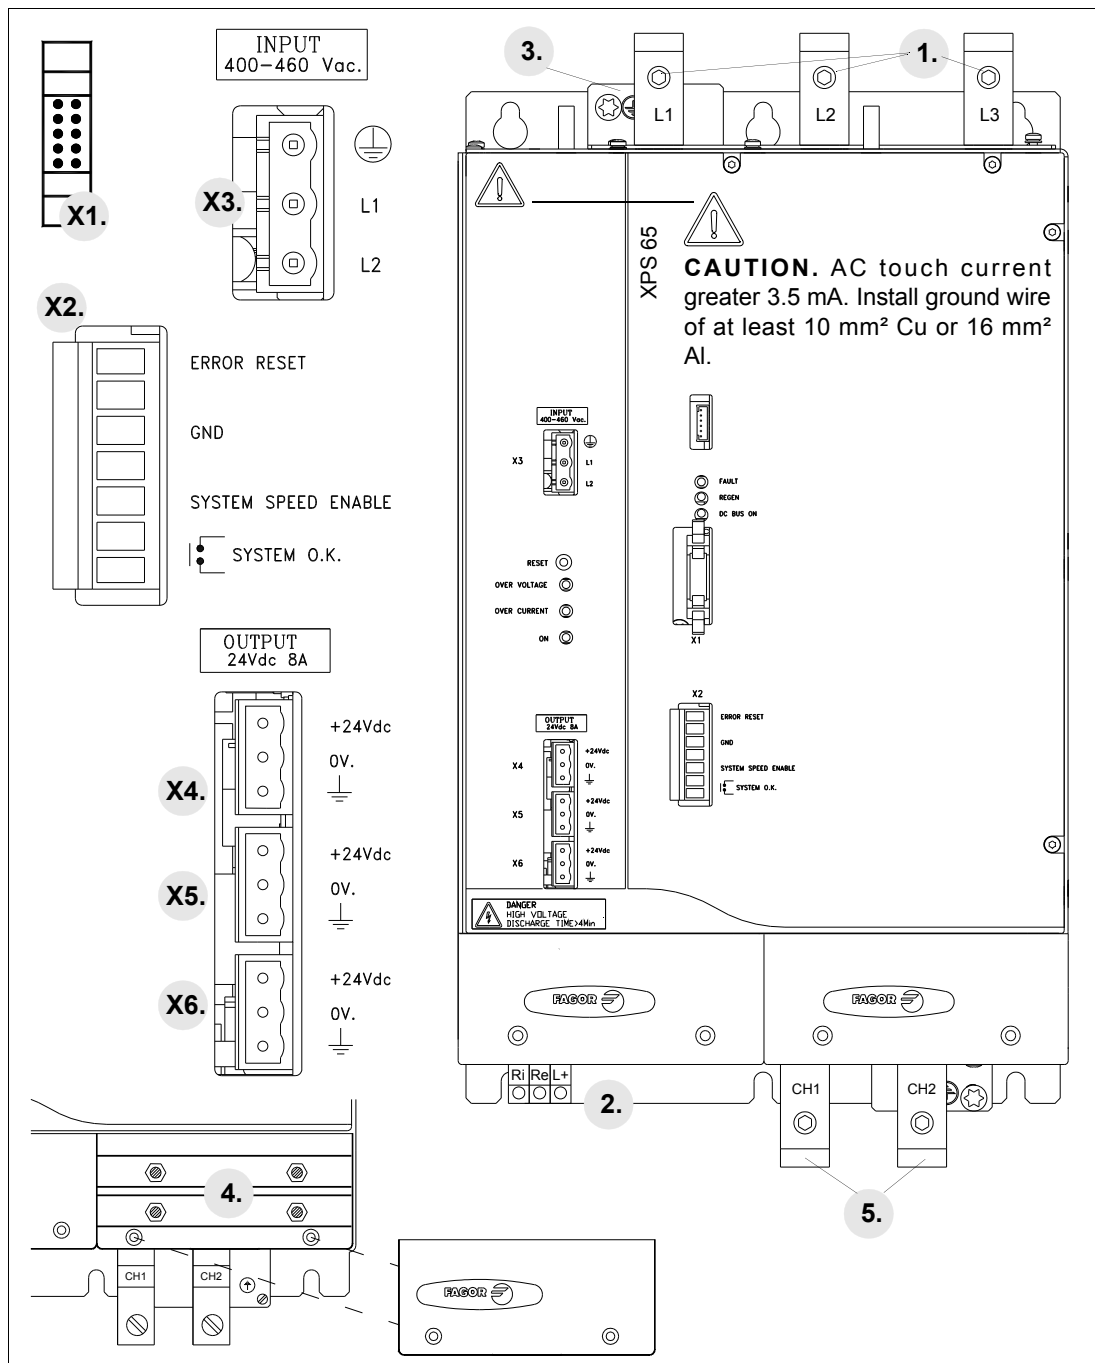 INPUT
400-460 Vac.
X1.
X3.
L1
L2
X2.
ERROR RESET
GND
SYSTEM SPEED ENABLE
SYSTEM O.K.
OUTPUT
24Vdc 8A
X4.
+24Vdc
0V.
X5.
+24Vdc
0V.
X6.
+24Vdc
0V.
4.
CH1
CH2
FAGOR
3.
1.
L1
L2
L3
XPS 65
CAUTION. AC touch current
greater 3.5 mA. Install ground wire
of at least 10 mm² Cu or 16 mm²
Al.
INPUT
400-460 Vac.
X3
L1
L2
RESET
OVER VOLTAGE
OVER CURRENT
ON
FAULT
REGEN
DC BUS ON
X1
X2
ERROR RESET
GND
SYSTEM SPEED ENABLE
SYSTEM O.K.
OUTPUT
24Vdc 8A
X4
+24Vdc
0V.
X5
+24Vdc
0V.
X6
+24Vdc
0V.
DANGER
HIGH VOLTAGE
DISCHARGE TIME>4Min
FAGOR
FAGOR
Ri Re L+
2.
CH1
CH2
5.